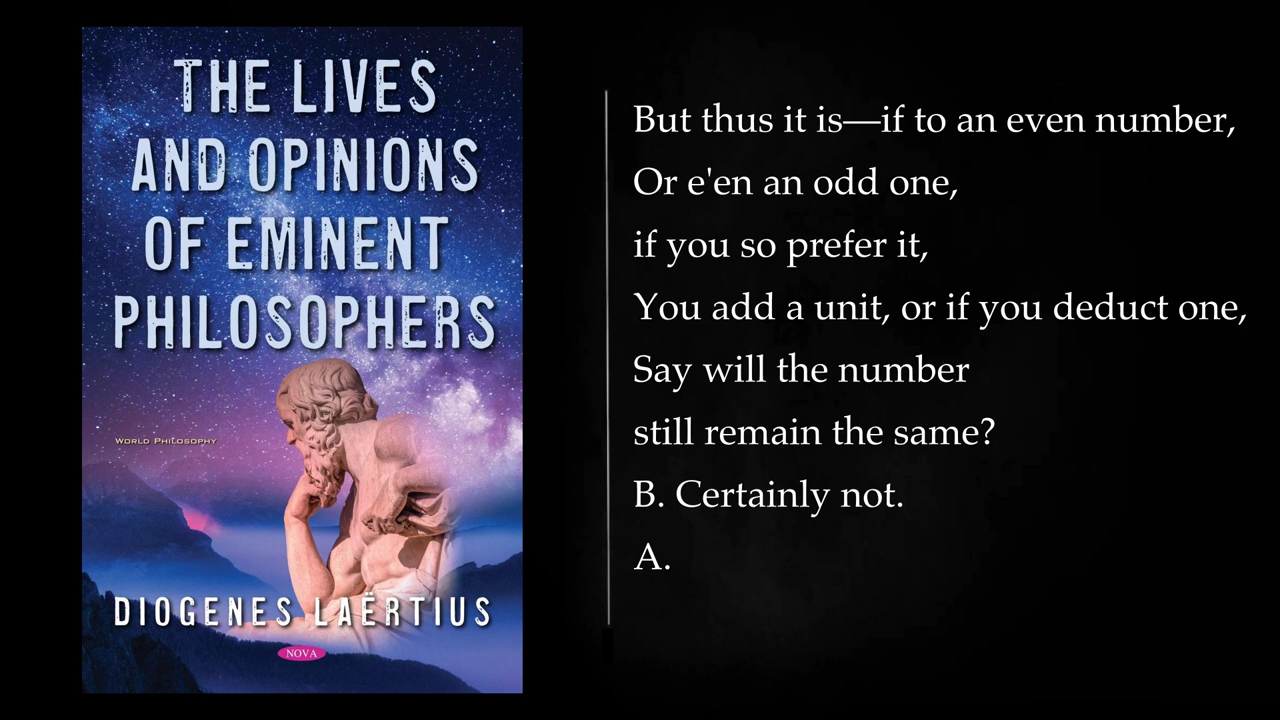 THE LIVES
AND OPINIONS
OF EMINENT
PHILOSOPHERS
World Philosophy
DIOGENES LAËRTIUS
NOVA
But thus it is—if to an even number,
Or e'en an odd one,
if you so prefer it,
You add a unit, or if you deduct one,
Say will the number
still remain the same?
B. Certainly not.
A.